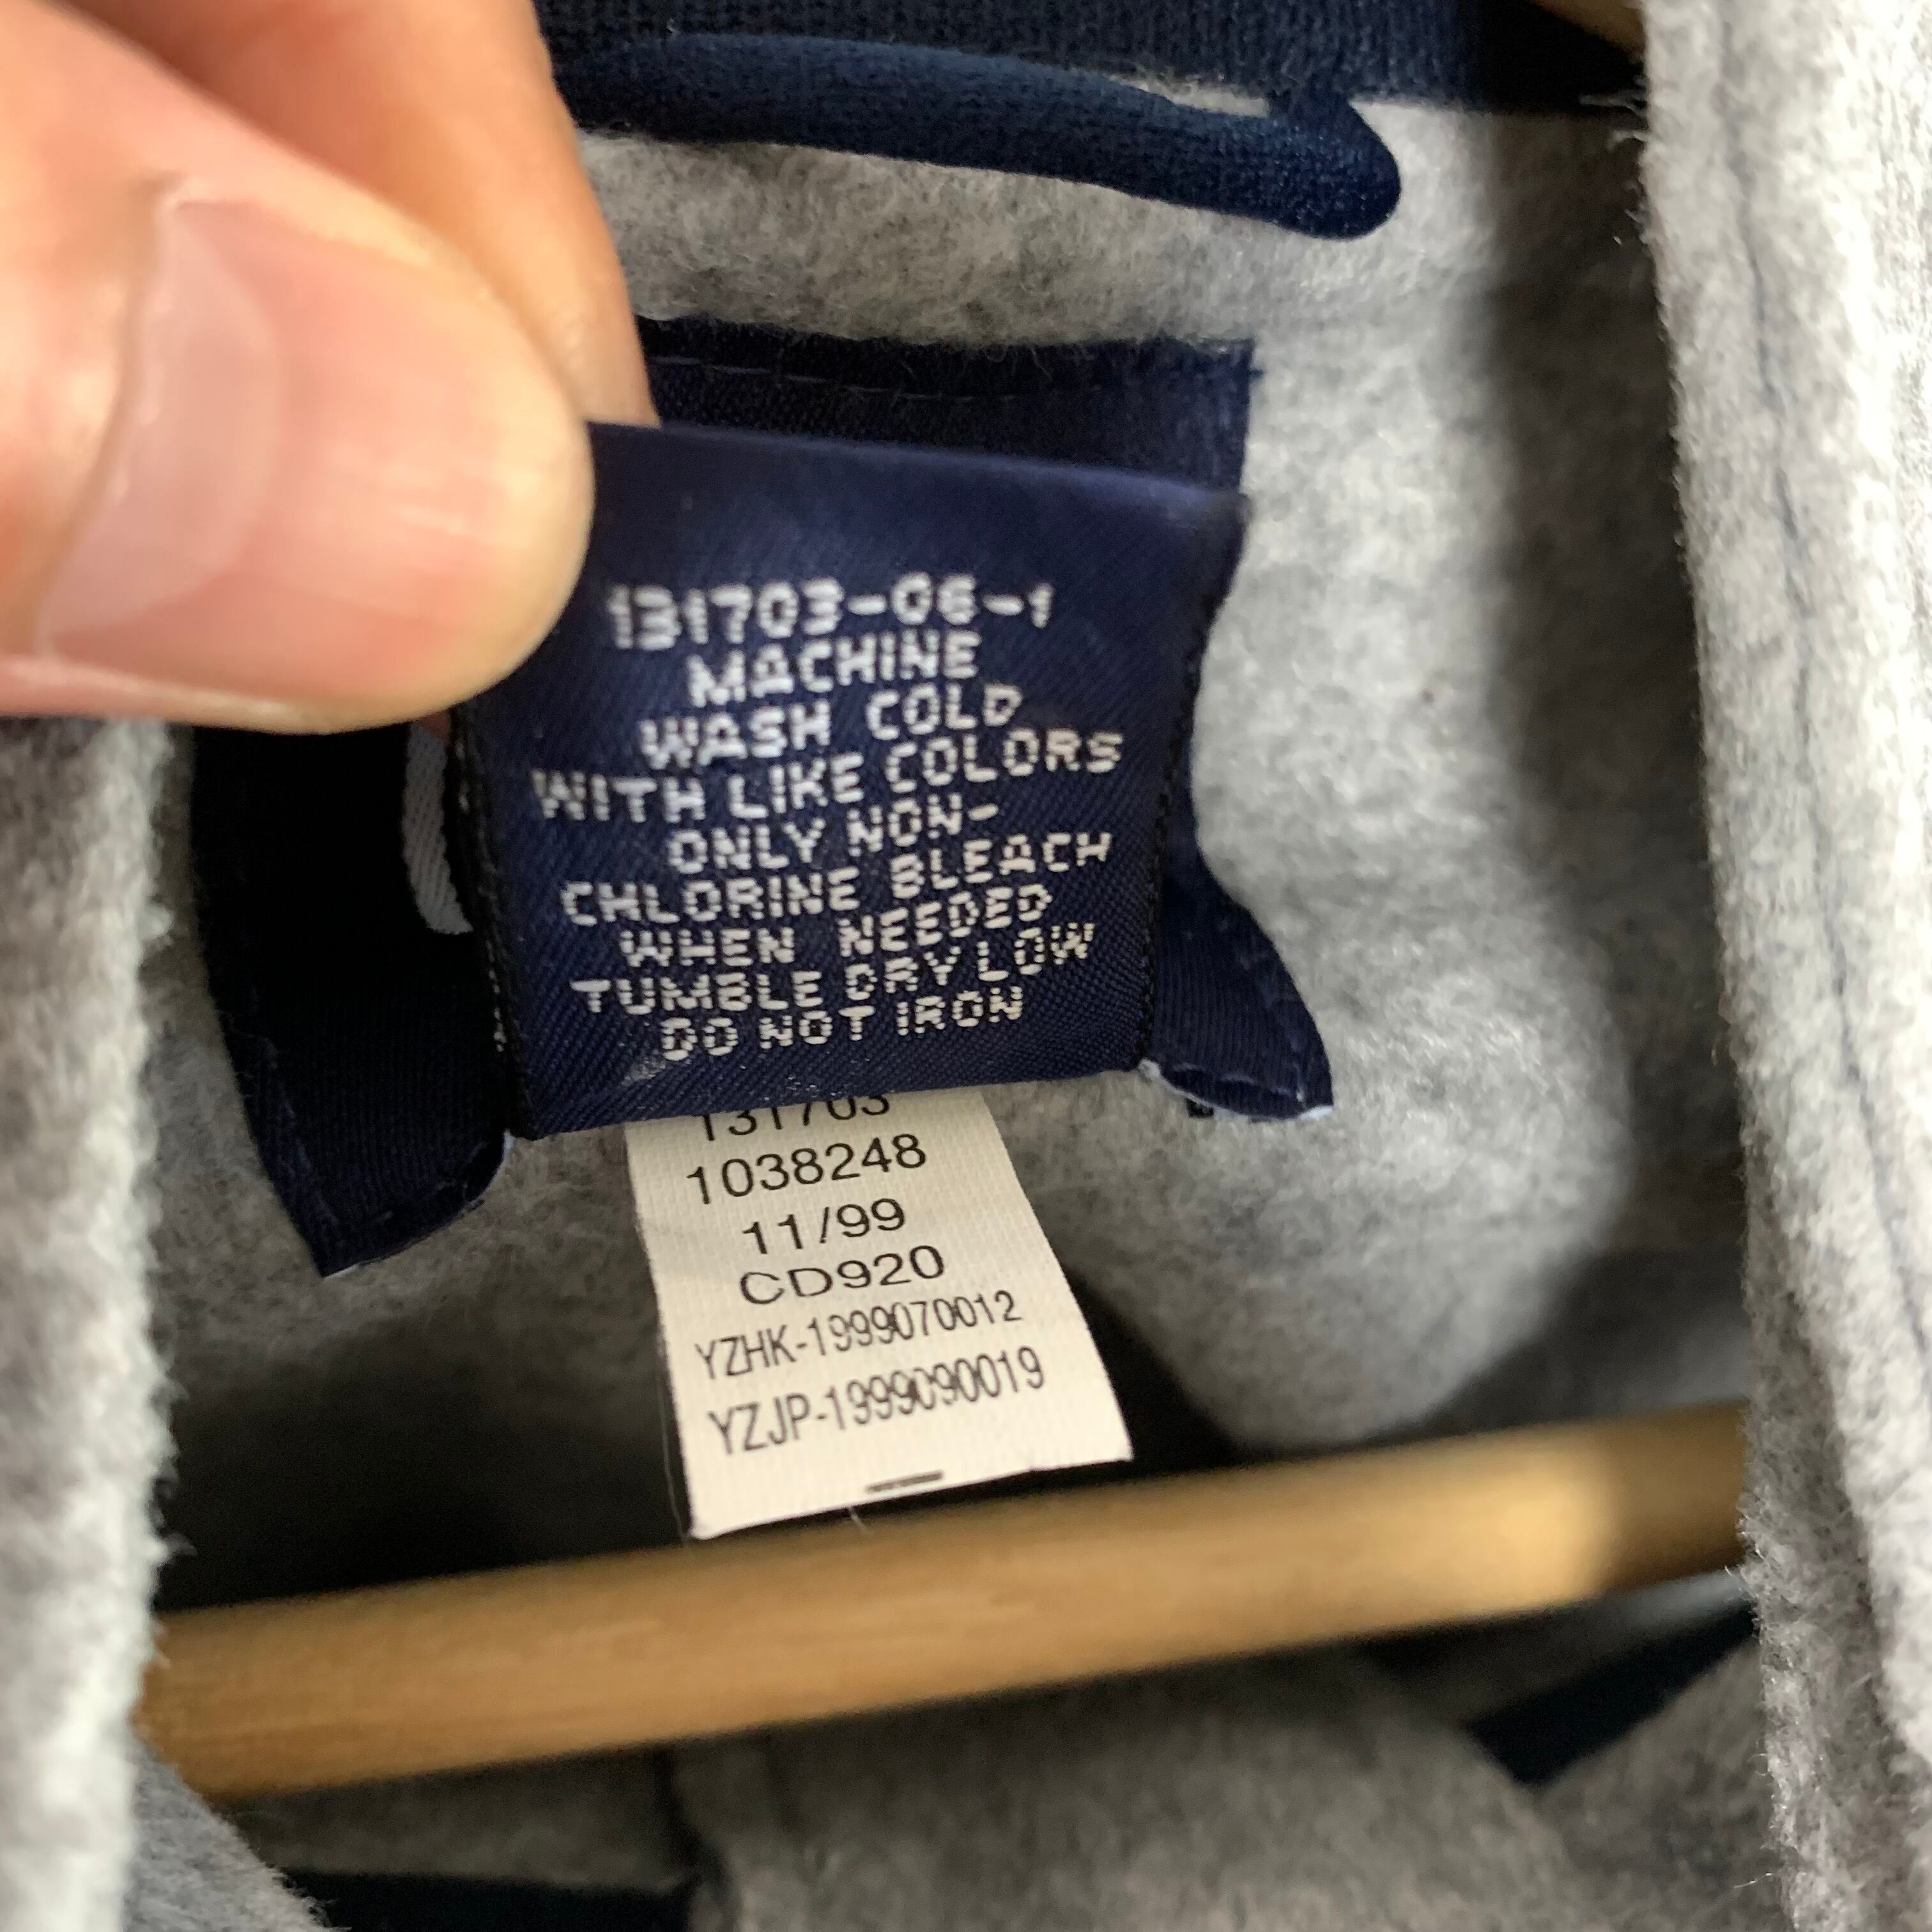 131703-06-1
MACHINE
WASH COLD
WITH LIKE COLORS
ONLY NON-
CHLORINE BLEACH
WHEN NEEDED
TUMBLE DRY LOW
DO NOT IRON
131703
1038248
11/99
CD920
YZHK-1999070012
YZJP-1999090019